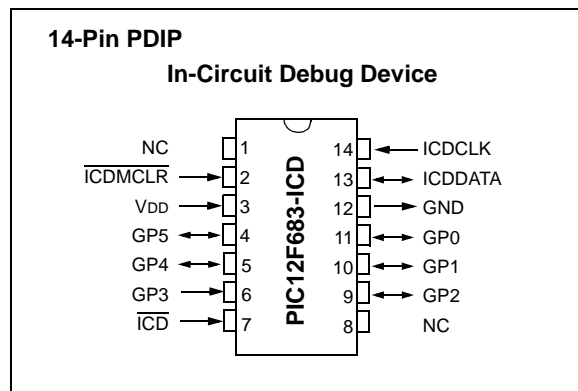 14-Pin PDIP
In-Circuit Debug Device
NC 1 14 ICDCLK
ICDMCLR 2 13 ICDDATA
VDD 3 12 GND
GP5 4 11 GP0
GP4 5 10 GP1
GP3 6 9 GP2
ICD 7 8 NC
PIC12F683-ICD